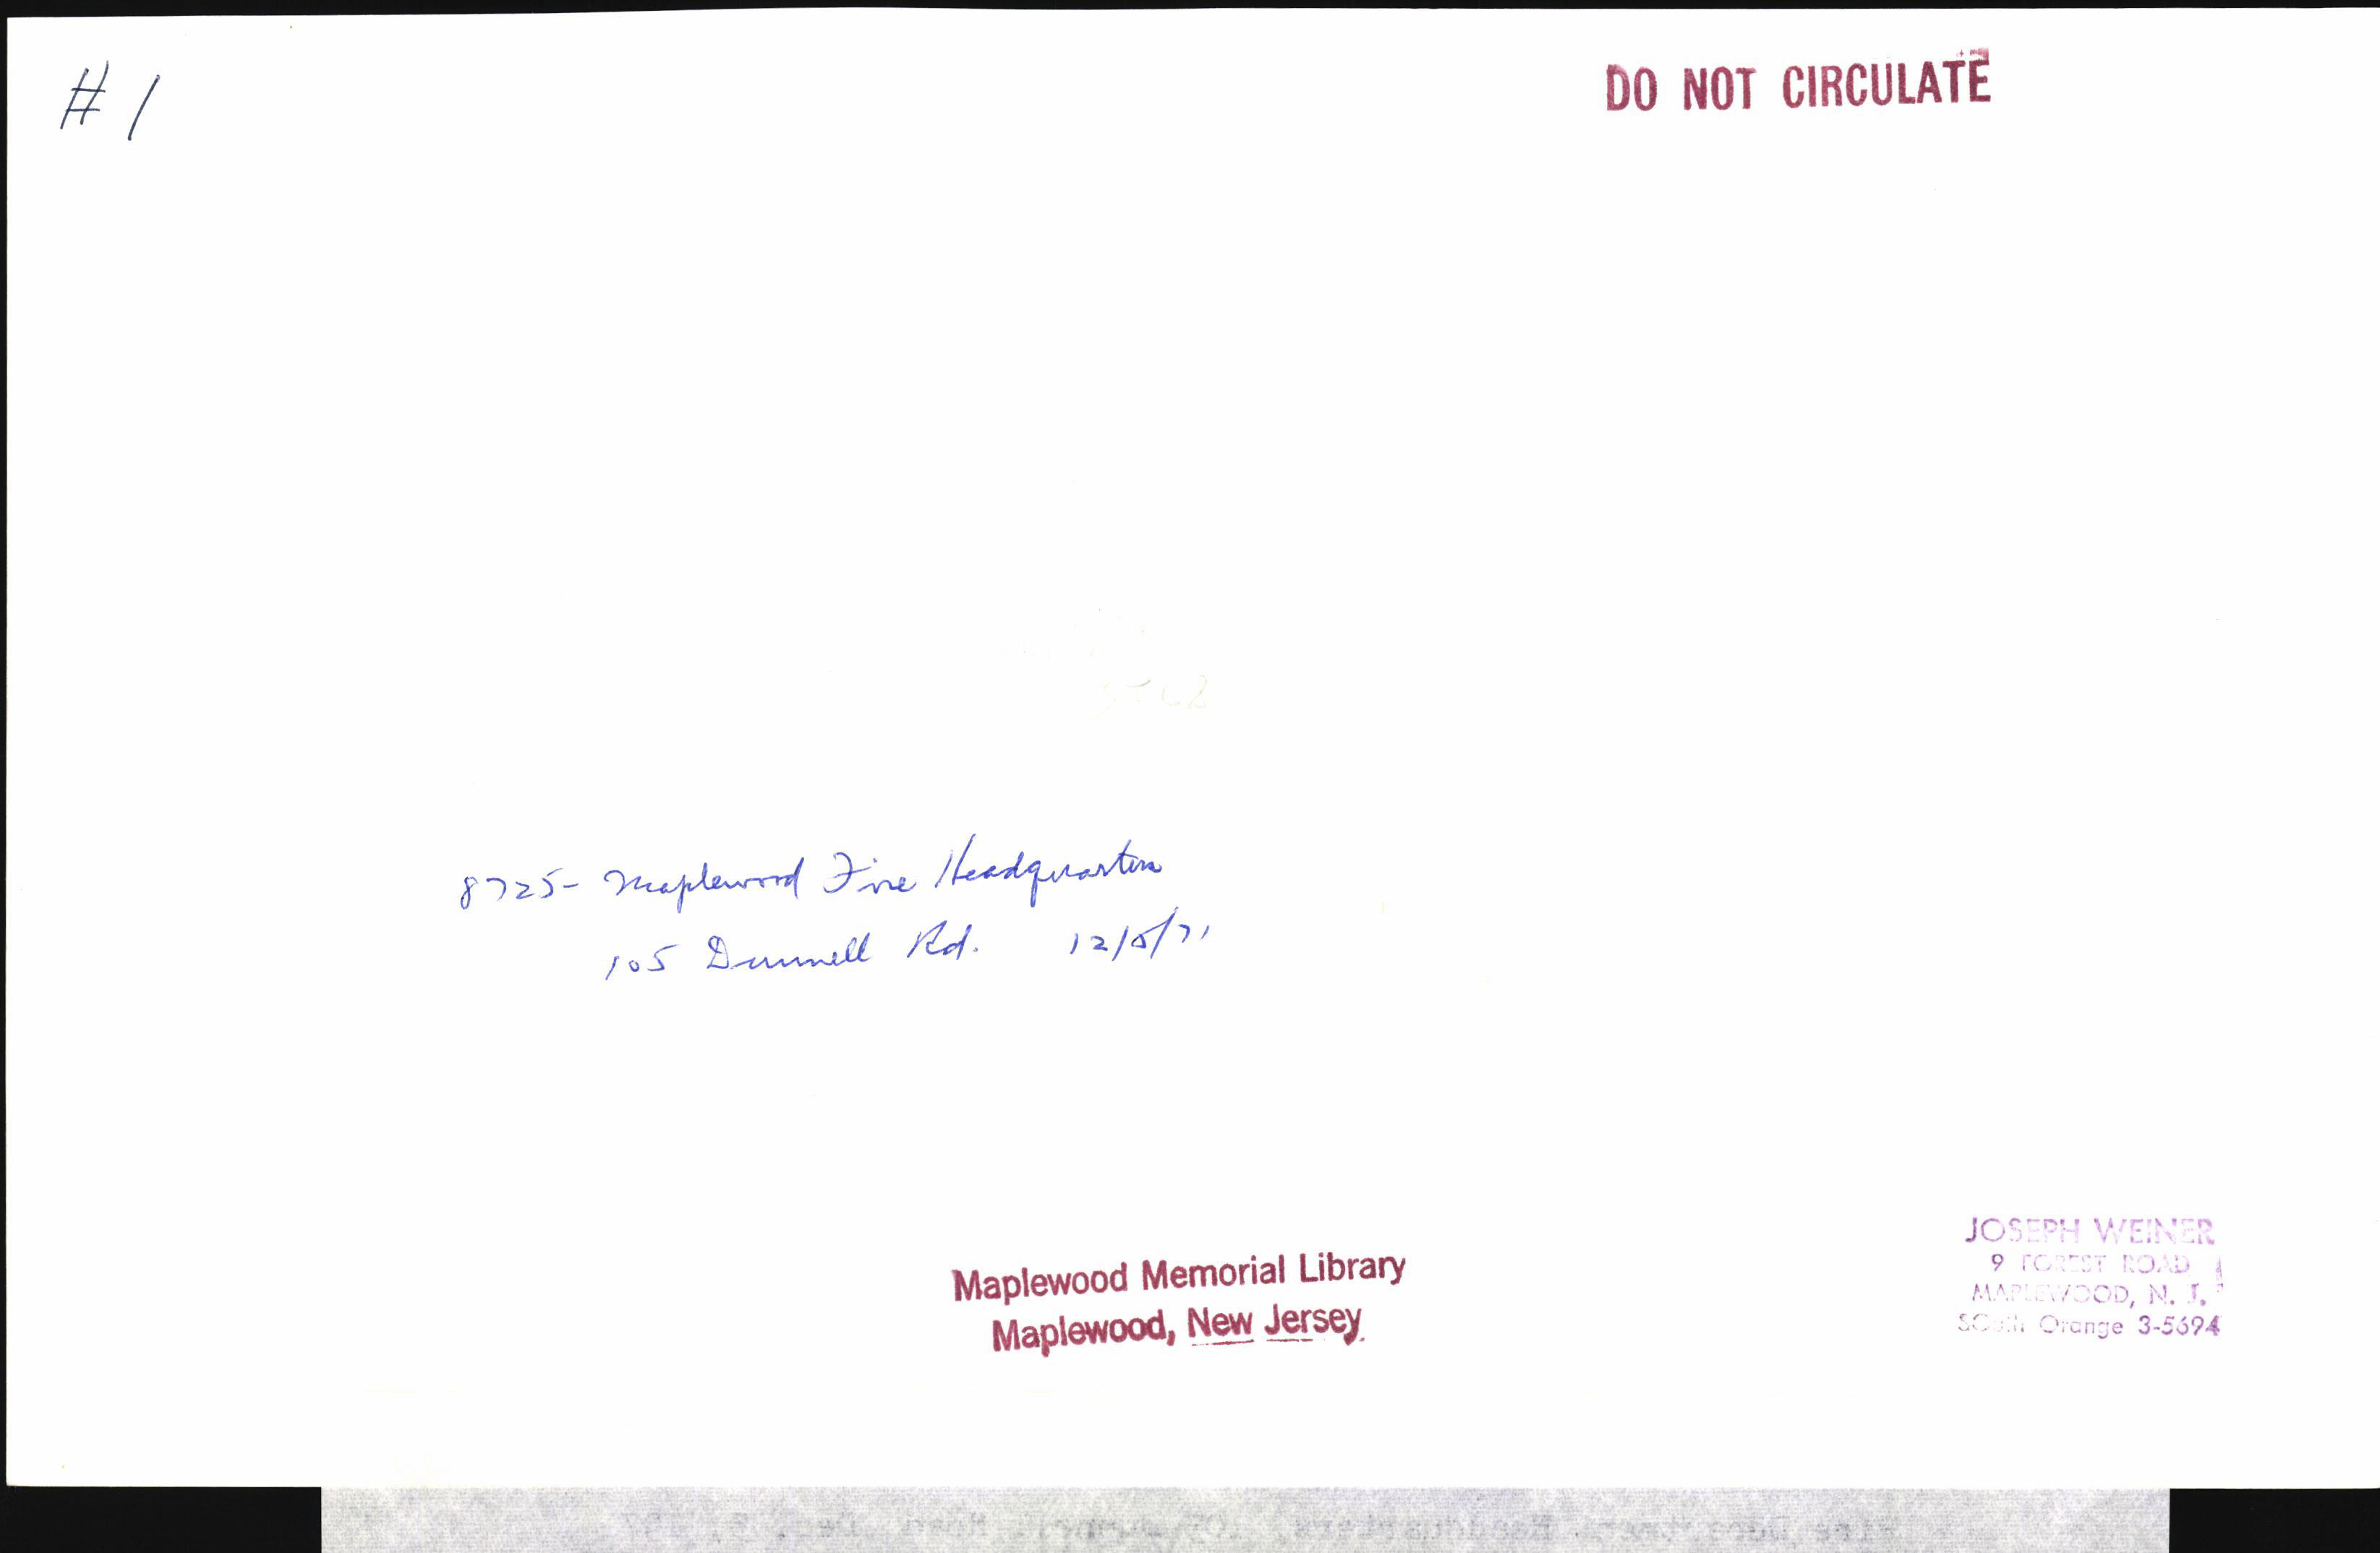 #1
DO NOT CIRCULATE
8725- Maplewood Fire Headquarters
105 Dunnell Rd. 12/5/71
Maplewood Memorial Library
Maplewood, New Jersey
JOSEPH WEINER
9 FOREST ROAD
MAPLEWOOD, N. J.
SOuth Orange 3-5694